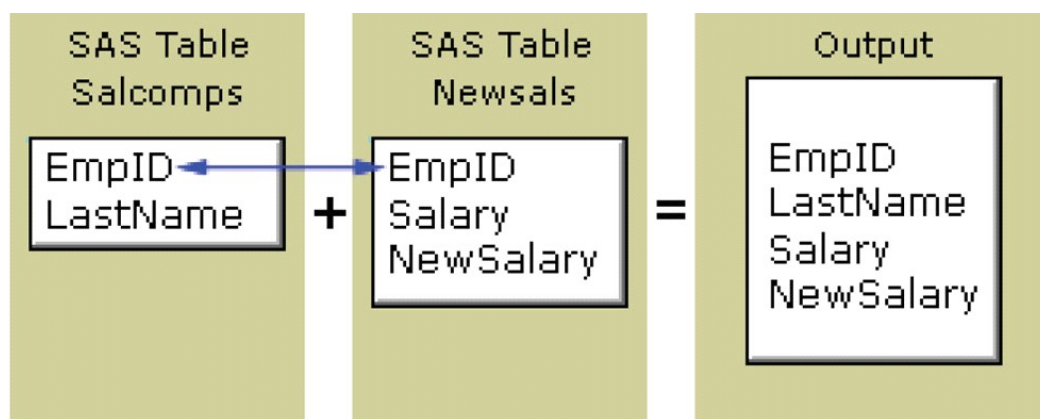 SAS Table
Salcomps
EmpID
LastName
+
SAS Table
Newsals
EmpID
Salary
NewSalary
=
Output
EmpID
LastName
Salary
NewSalary